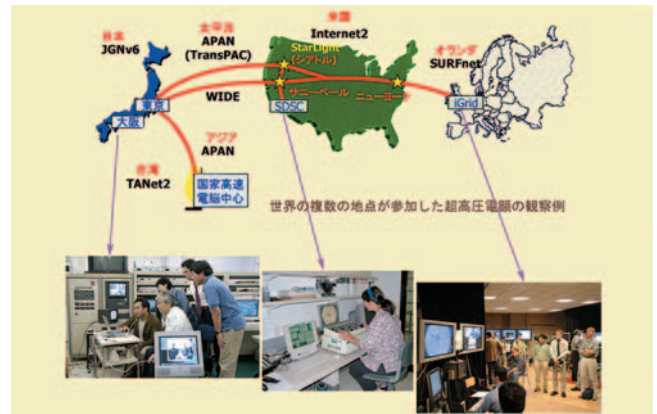 日本
JGNv6
太平洋
APAN
(TransPAC)
米国
Internet2
StarLight
(シアトル)
オランダ
SURFnet
東京
大阪
WIDE
サニーベール
SDSC
ニューヨーク
iGrid
アジア
APAN
台湾
TANet2
国家高速
電脳中心
世界の複数の地点が参加した超高圧電顕の観察例